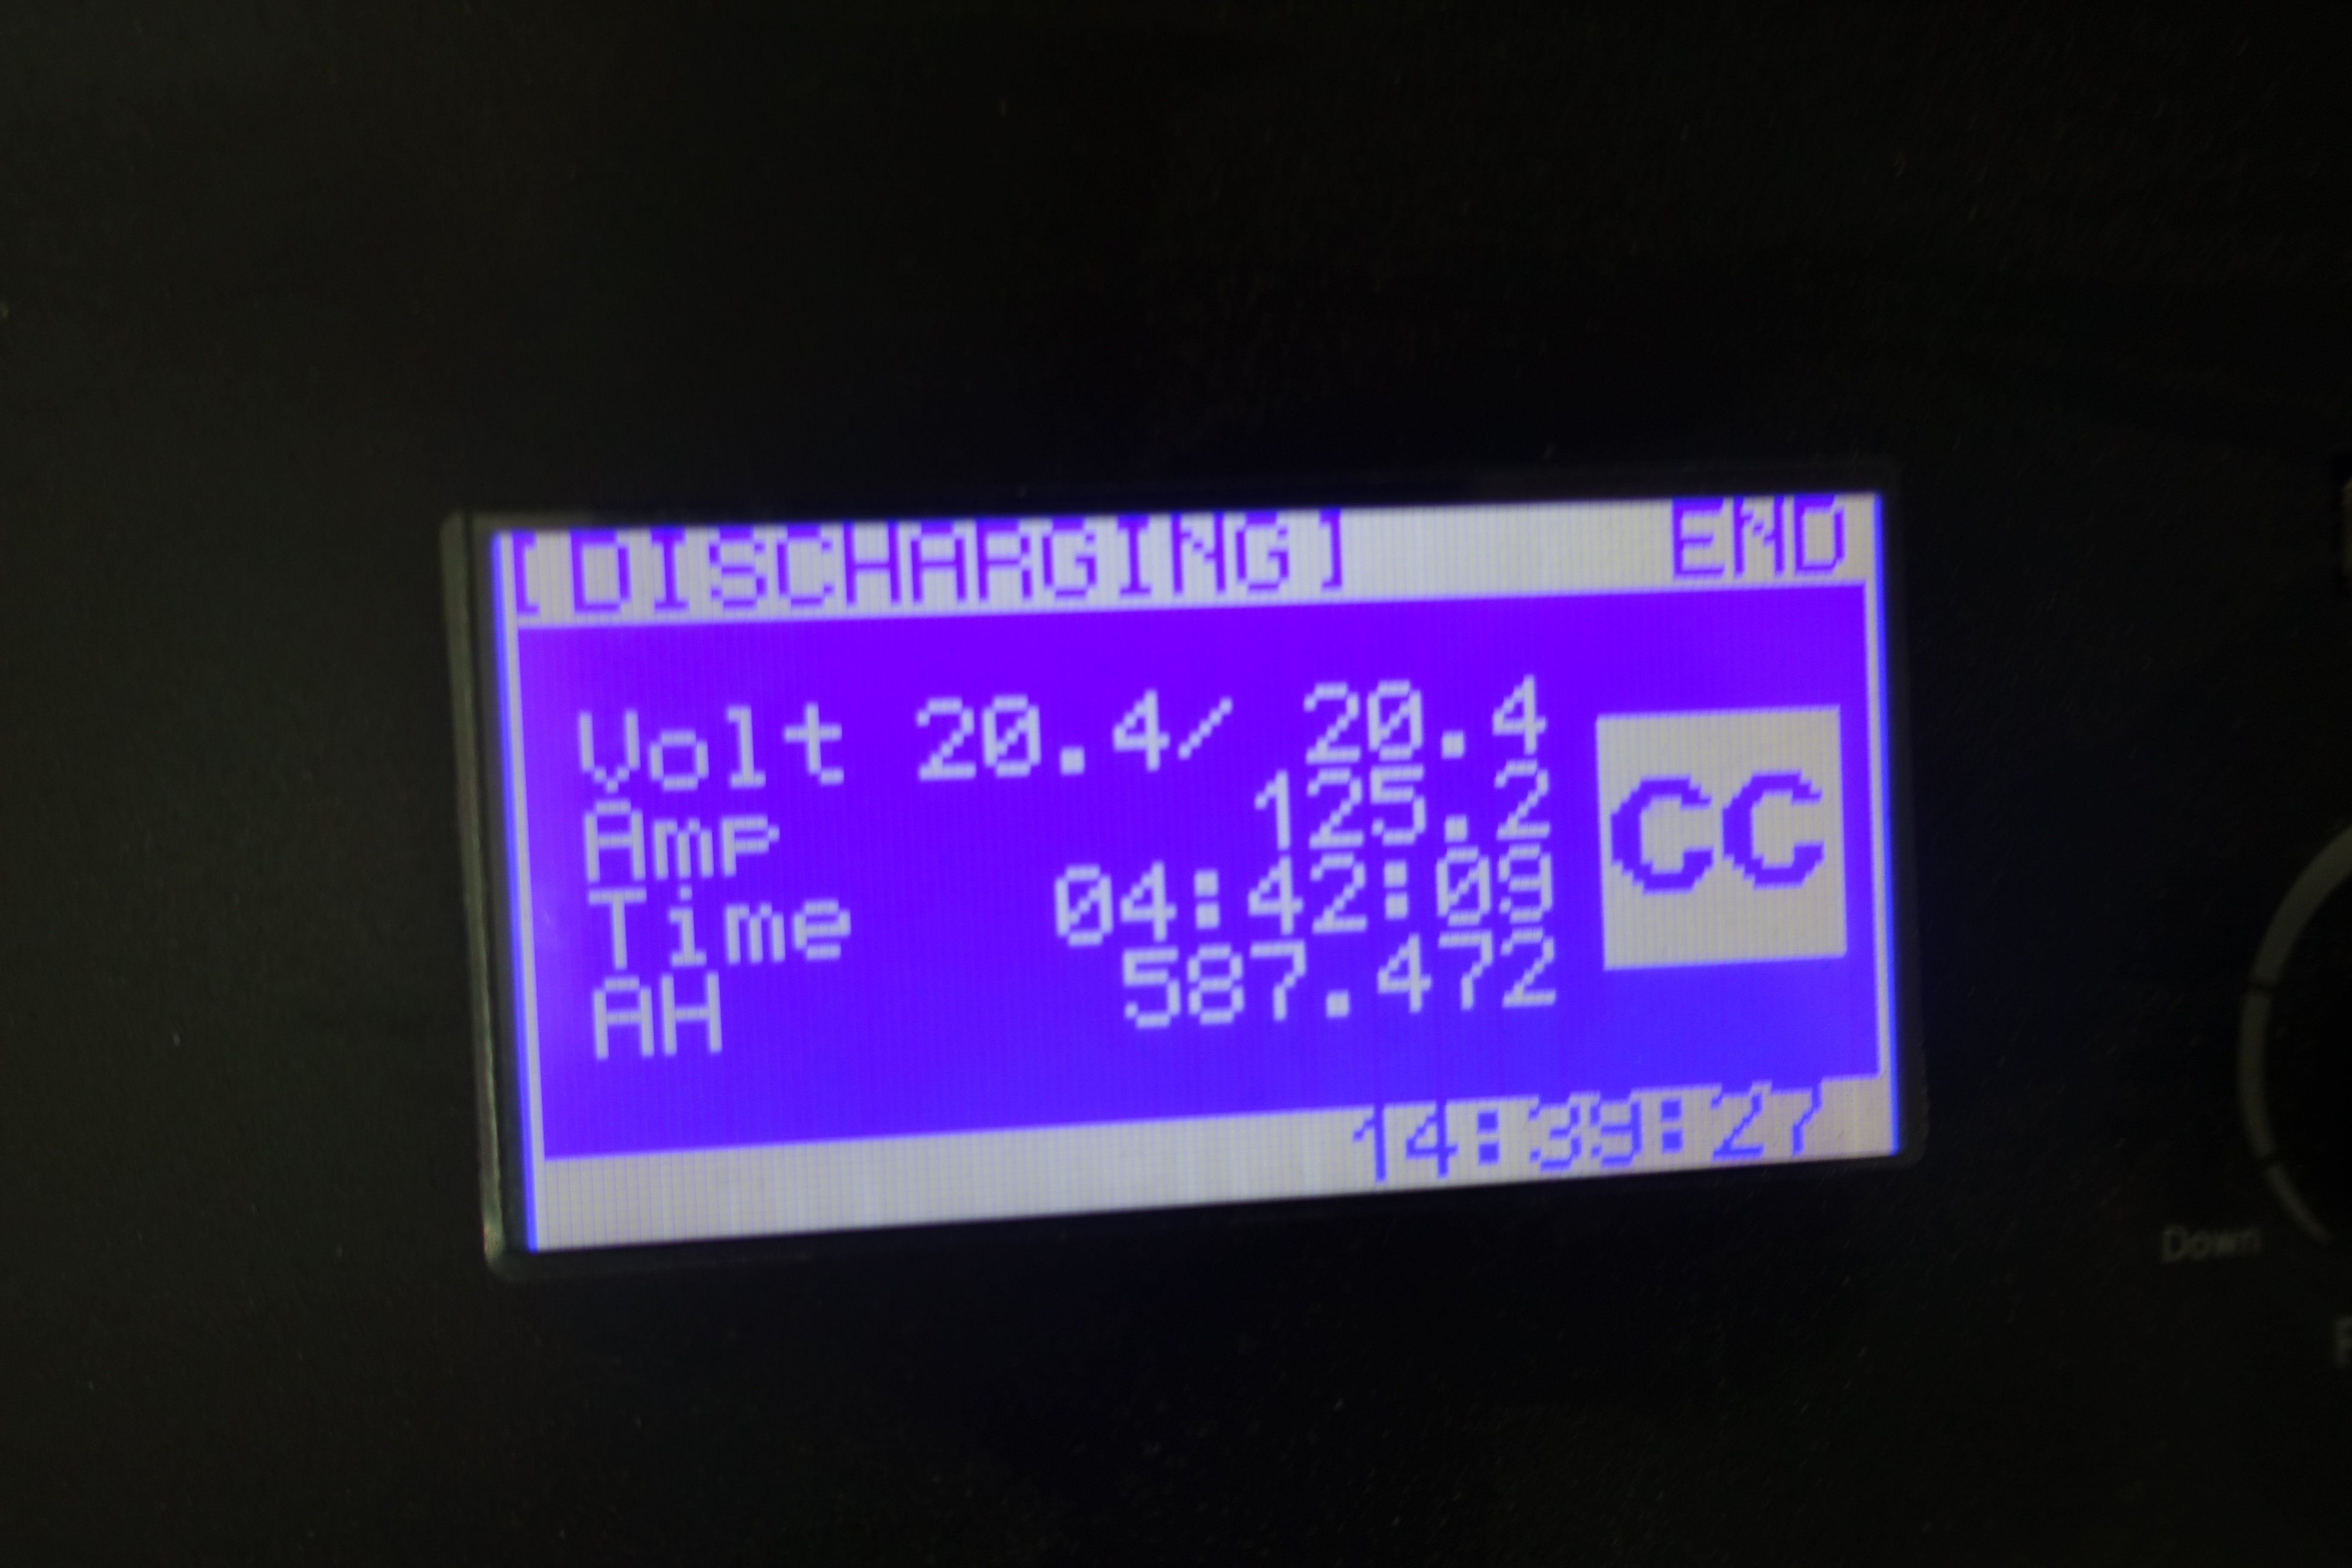 [DISCHARGING] END
Volt 20.4/ 20.4
Amp 125.2
CC
Time 04:42:09
AH 587.472
14:39:27
Down